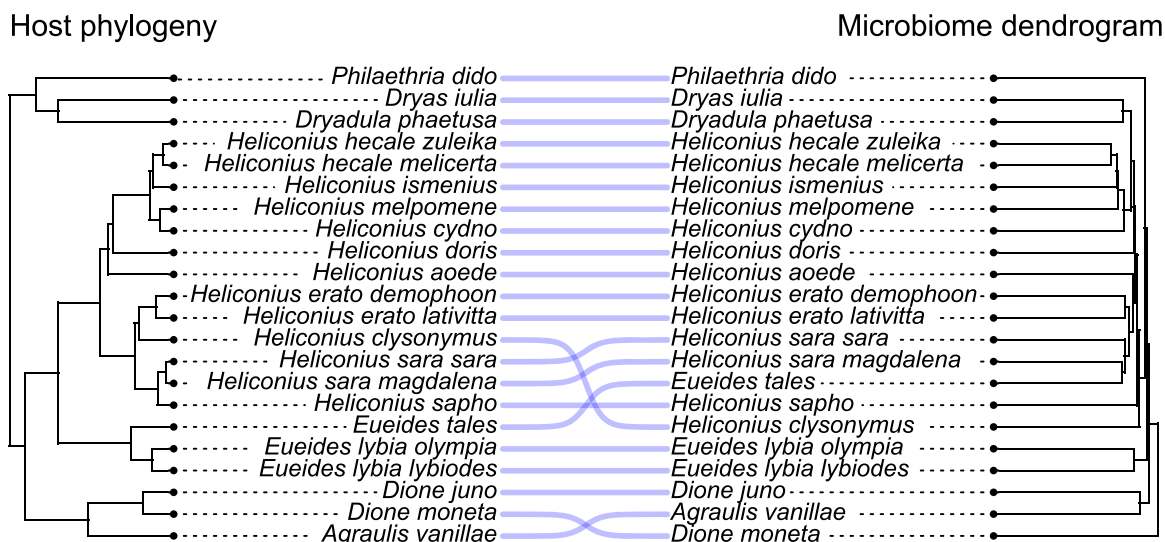 Host phylogeny Microbiome dendrogram
Philaethria dido Philaethria dido
Dryas iulia Dryas iulia
Dryadula phaetusa Dryadula phaetusa
Heliconius hecale zuleika Heliconius hecale zuleika
Heliconius hecale melicerta Heliconius hecale melicerta
Heliconius ismenius Heliconius ismenius
Heliconius melpomene Heliconius melpomene
Heliconius cydno Heliconius cydno
Heliconius doris Heliconius doris
Heliconius aoede Heliconius aoede
Heliconius erato demophoon Heliconius erato demophoon
Heliconius erato lativitta Heliconius erato lativitta
Heliconius clysonymus Heliconius sara sara
Heliconius sara sara Heliconius sara magdalena
Heliconius sara magdalena Eueides tales
Heliconius sapho Heliconius sapho
Eueides tales Heliconius clysonymus
Eueides lybia olympia Eueides lybia olympia
Eueides lybia lybiodes Eueides lybia lybiodes
Dione juno Dione juno
Dione moneta Agraulis vanillae
Agraulis vanillae Dione moneta